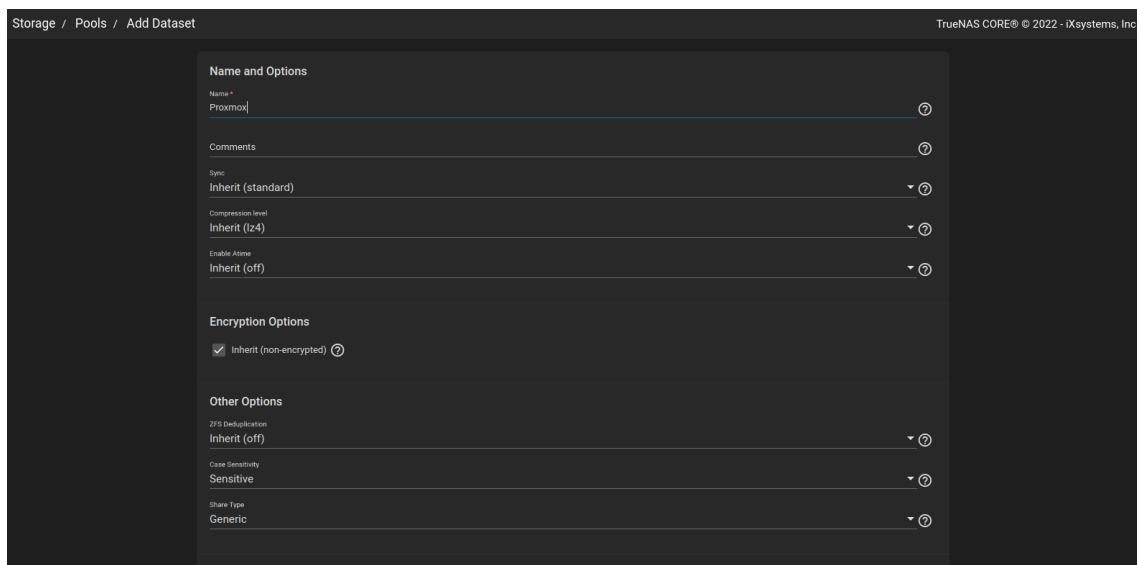 Storage / Pools / Add Dataset
TrueNAS CORE® © 2022 - iXsystems, Inc
Name and Options
Name *
Proxmox
Comments
Sync
Inherit (standard)
Compression level
Inherit (lz4)
Enable Atime
Inherit (off)
Encryption Options
Inherit (non-encrypted)
Other Options
ZFS Deduplication
Inherit (off)
Case Sensitivity
Sensitive
Share Type
Generic